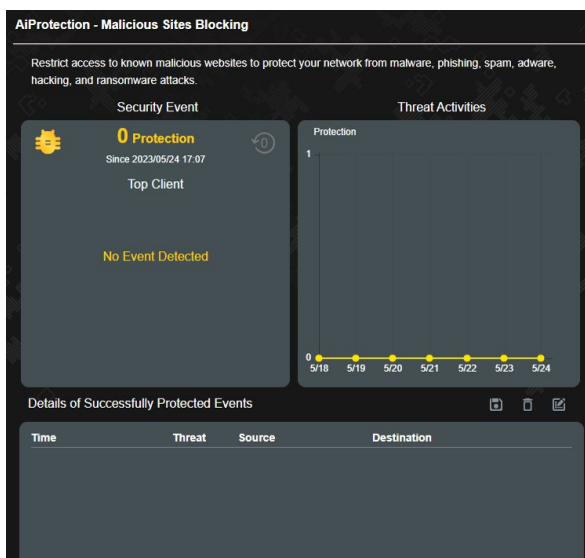 AiProtection - Malicious Sites Blocking
Restrict access to known malicious websites to protect your network from malware, phishing, spam, adware,
hacking, and ransomware attacks.
Security Event
Threat Activities
0 Protection
Since 2023/05/24 17:07
Top Client
No Event Detected
0
Protection
1
0
5/18 5/19 5/20 5/21 5/22 5/23 5/24
Details of Successfully Protected Events
Time Threat Source Destination